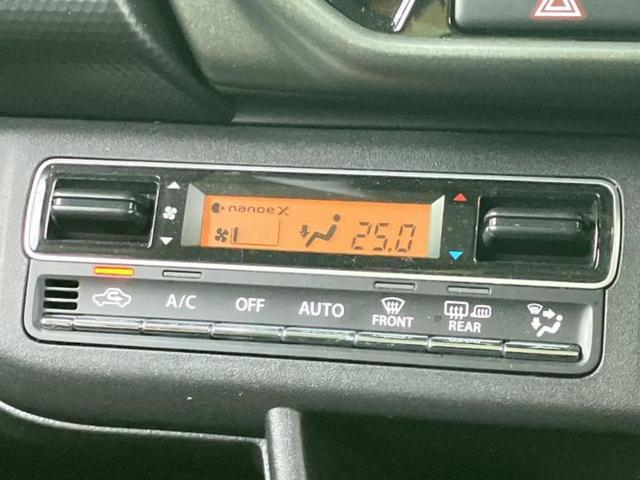 nanoe X
25.0
A/C OFF AUTO FRONT REAR